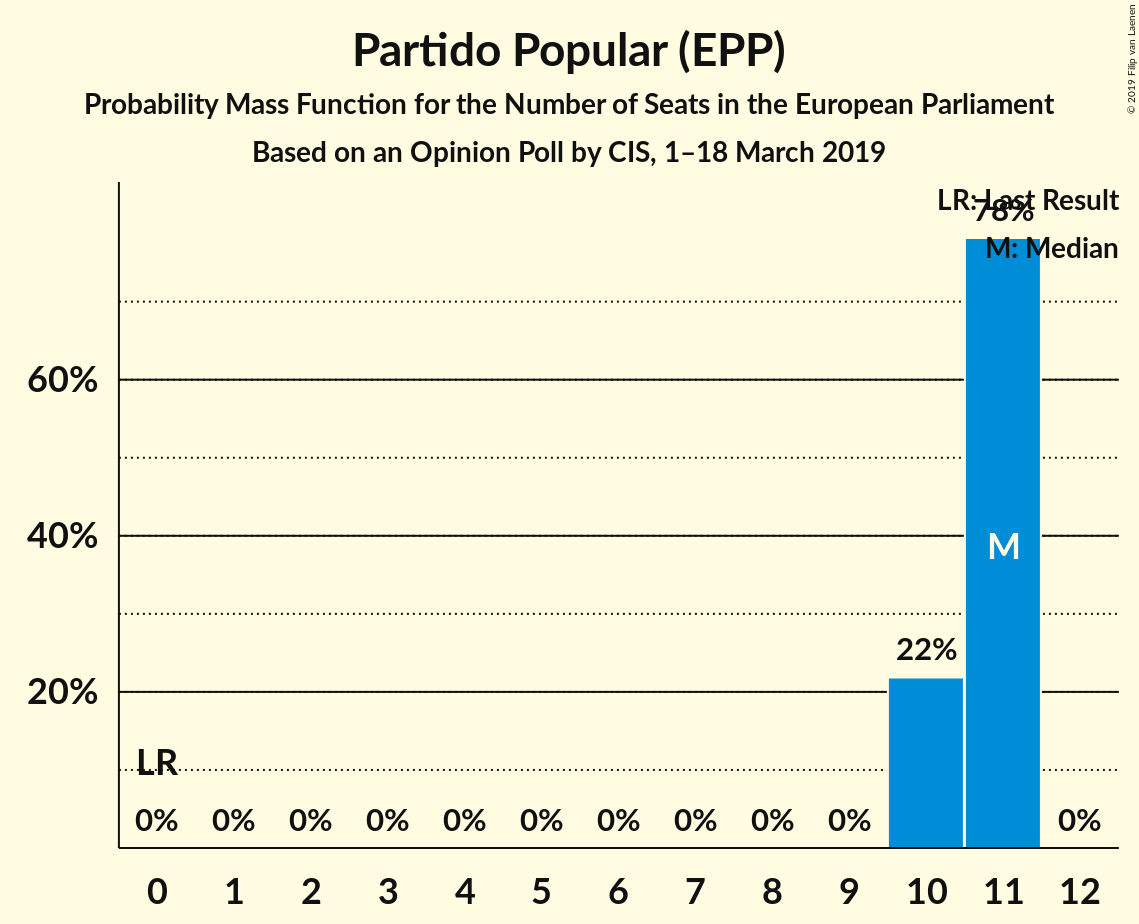 Partido Popular (EPP)
Probability Mass Function for the Number of Seats in the European Parliament
Based on an Opinion Poll by CIS, 1–18 March 2019
© 2019 Filip van Laenen
LR: Last Result
78%
M: Median
60%
40%
M
22%
20%
LR
0% 0% 0% 0% 0% 0% 0% 0% 0% 0% 0%
0 1 2 3 4 5 6 7 8 9 10 11 12